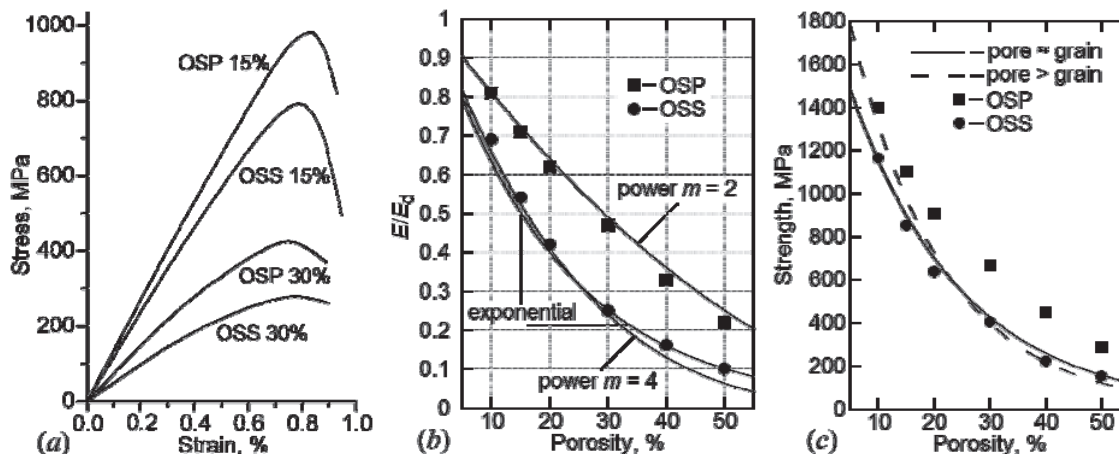 Stress, MPa
1000
800
600
400
200
0
0.0 0.2 0.4 0.6 0.8 1.0
Strain, %
OSP 15%
OSS 15%
OSP 30%
OSS 30%
(a)
E/Ed
1
0.9
0.8
0.7
0.6
0.5
0.4
0.3
0.2
0.1
0
10 20 30 40 50
Porosity, %
OSP
OSS
power m = 2
exponential
power m = 4
(b)
Strength, MPa
1800
1600
1400
1200
1000
800
600
400
200
0
10 20 30 40 50
Porosity, %
pore ≈ grain
pore > grain
OSP
OSS
(c)